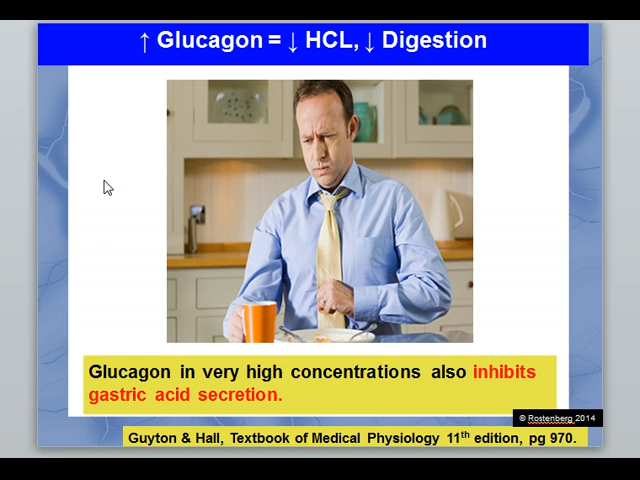 ↑ Glucagon = ↓ HCL, ↓ Digestion
Glucagon in very high concentrations also inhibits
gastric acid secretion.
© Rostenberg 2014
Guyton & Hall, Textbook of Medical Physiology 11th edition, pg 970.